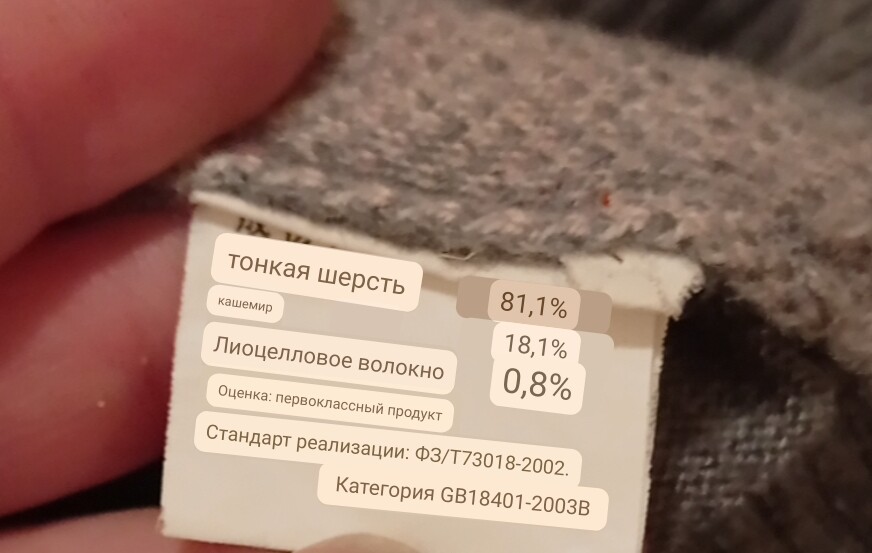 тонкая шерсть 81,1%
кашемир 18,1%
Лиоцелловое волокно 0,8%
Оценка: первоклассный продукт
Стандарт реализации: ФЗ/Т73018-2002.
Категория GB18401-2003B